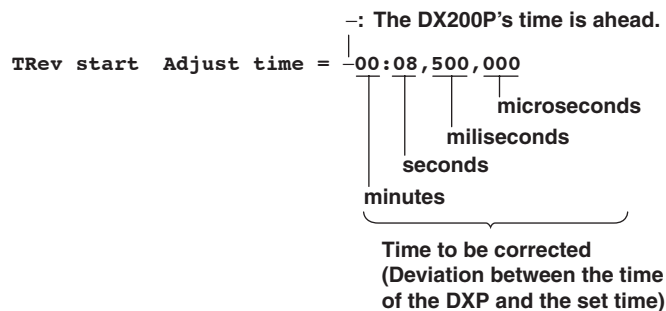 –: The DX200P's time is ahead.
TRev start Adjust time = –00:08,500,000
microseconds
miliseconds
seconds
minutes
Time to be corrected
(Deviation between the time
of the DXP and the set time)